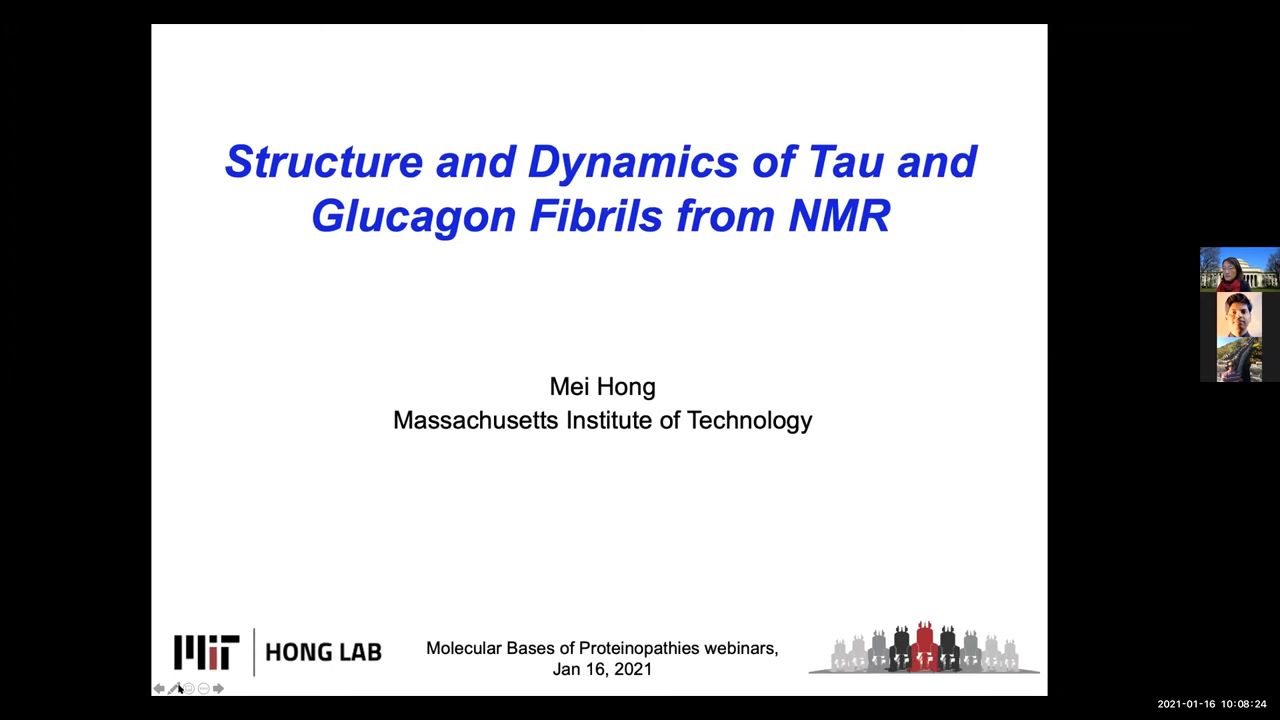 Structure and Dynamics of Tau and
Glucagon Fibrils from NMR
Mei Hong
Massachusetts Institute of Technology
MIT HONG LAB
Molecular Bases of Proteinopathies webinars,
Jan 16, 2021
2021-01-16 10:08:24